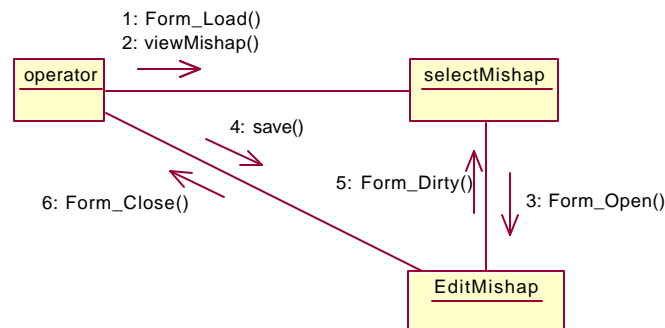 1: Form_Load()
2: viewMishap()
operator
selectMishap
4: save()
5: Form_Dirty()
6: Form_Close()
3: Form_Open()
EditMishap